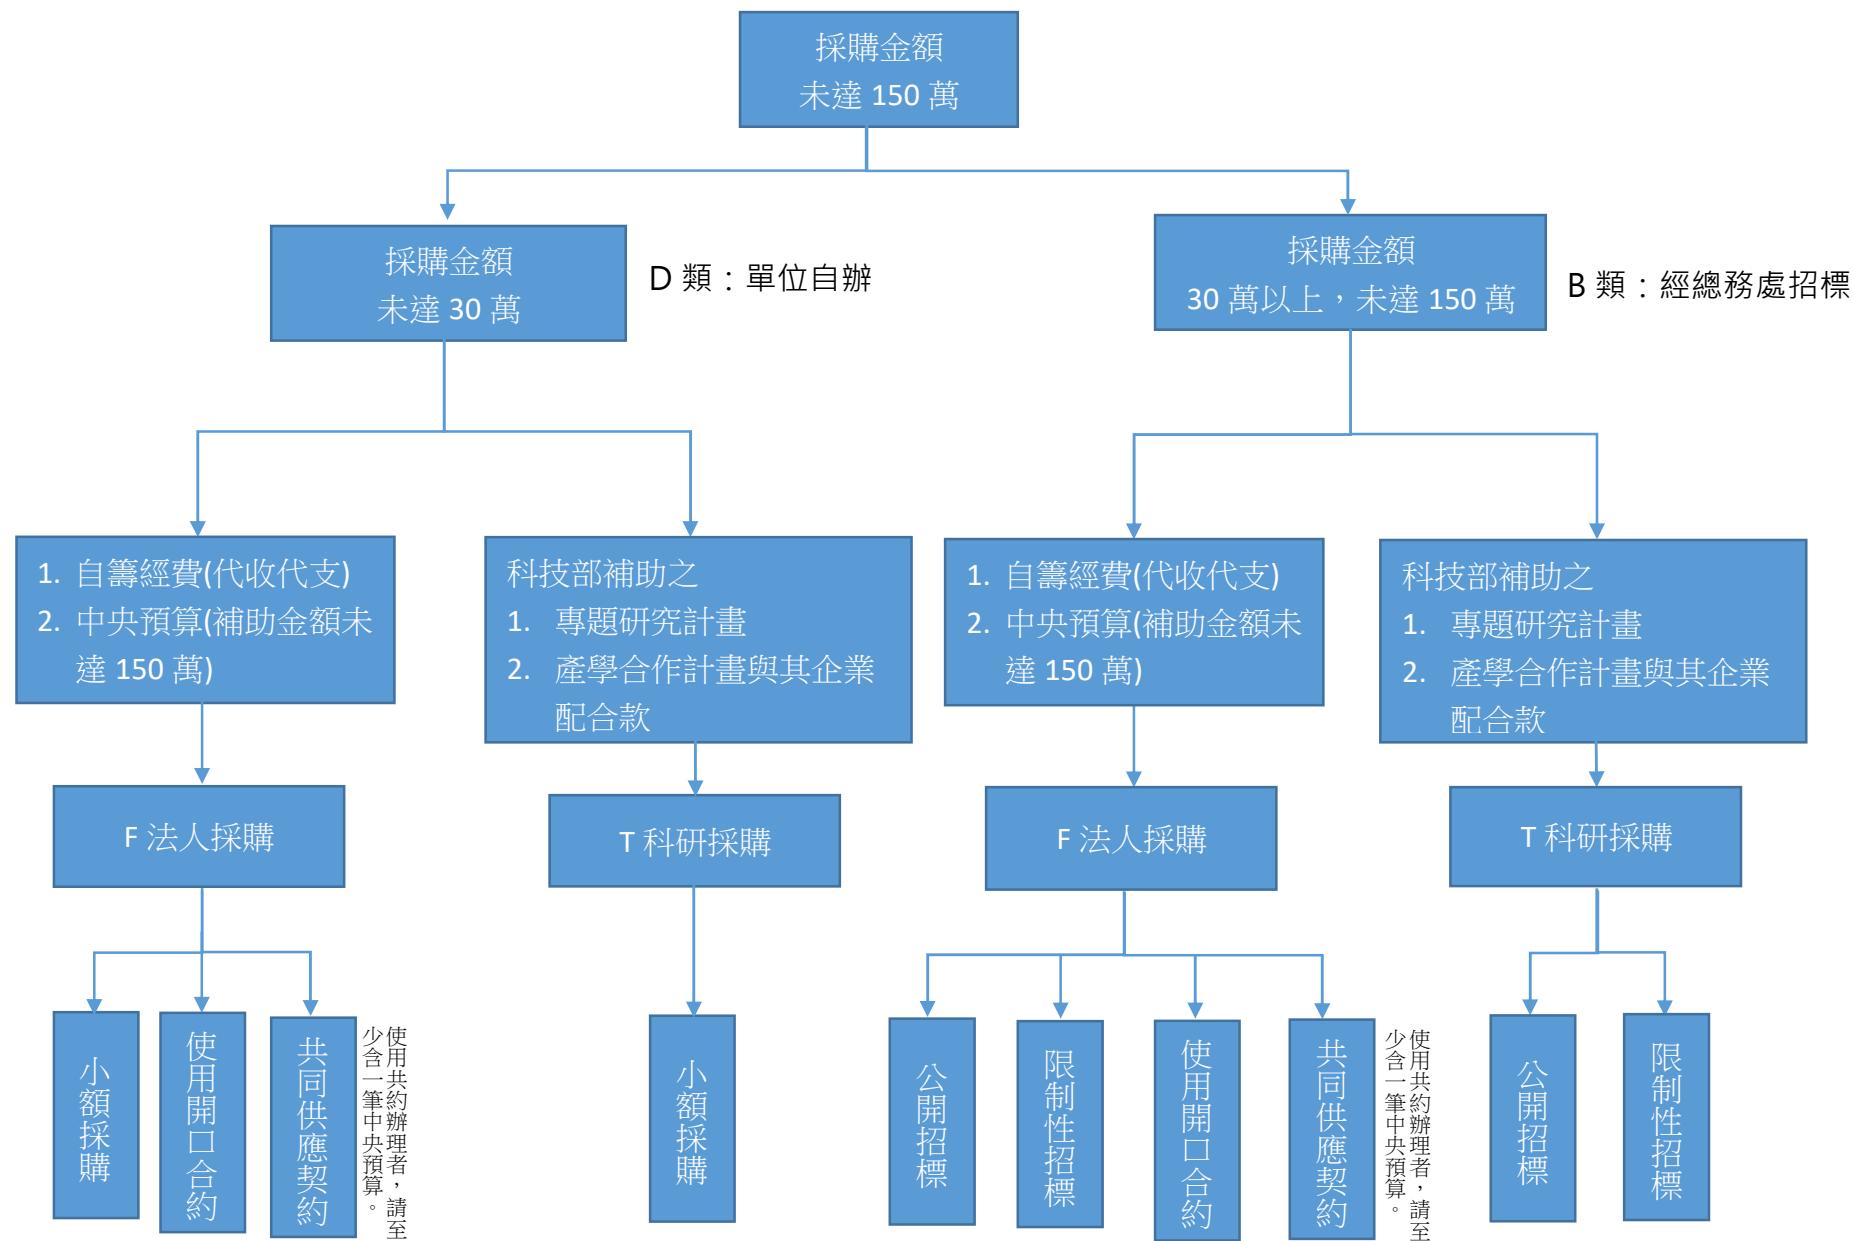 採購金額
未達 150 萬
採購金額
未達 30 萬
D 類：單位自辦
採購金額
30 萬以上，未達 150 萬
B 類：經總務處招標
1. 自籌經費(代收代支)
2. 中央預算(補助金額未
達 150 萬)
科技部補助之
1. 專題研究計畫
2. 產學合作計畫與其企業
配合款
1. 自籌經費(代收代支)
2. 中央預算(補助金額未
達 150 萬)
科技部補助之
1. 專題研究計畫
2. 產學合作計畫與其企業
配合款
F 法人採購
T 科研採購
F 法人採購
T 科研採購
小額採購
使用開口合約
共同供應契約
使用共約辦理者，請至
少含一筆中央預算。
小額採購
公開招標
限制性招標
使用開口合約
共同供應契約
使用共約辦理者，請至
少含一筆中央預算。
公開招標
限制性招標